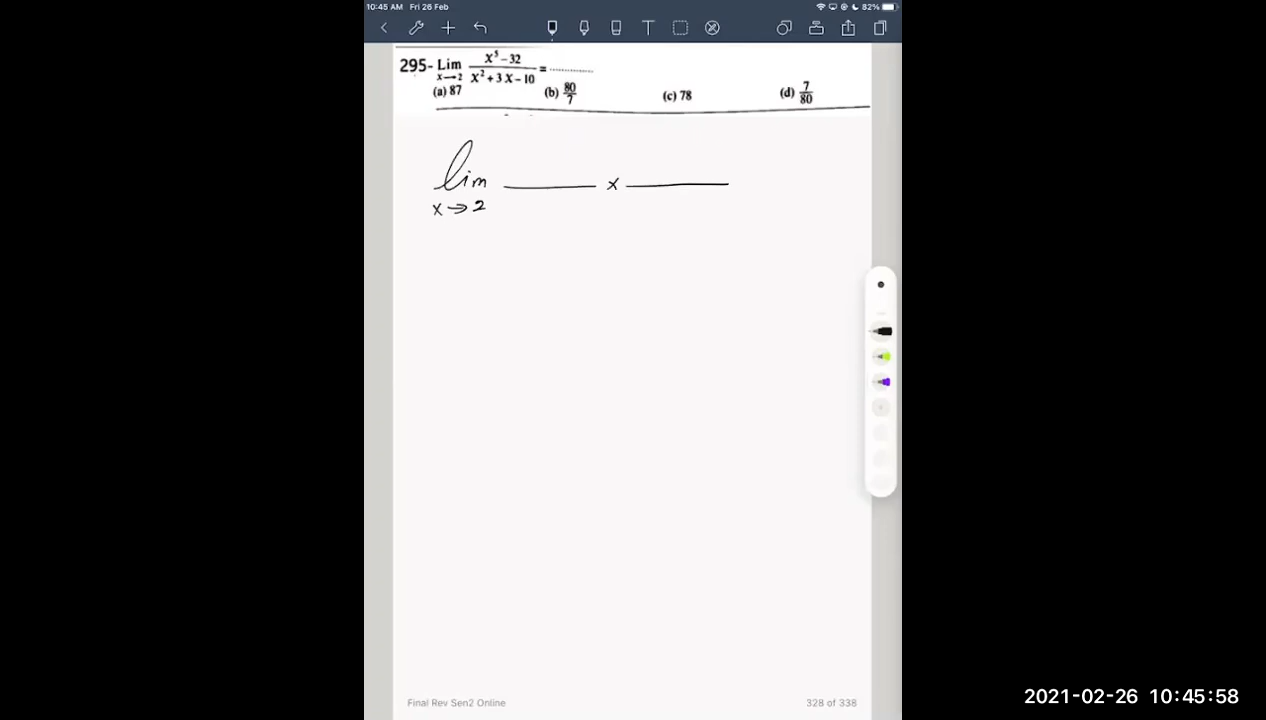 10:45 AM Fri 26 Feb 82%
295- Lim x→2 (x⁵ − 32)/(x² + 3x − 10) = ............
(a) 87 (b) 80/7 (c) 78 (d) 7/80
lim x→2 ______ x ______
Final Rev Sen2 Online 328 of 338
2021-02-26 10:45:58